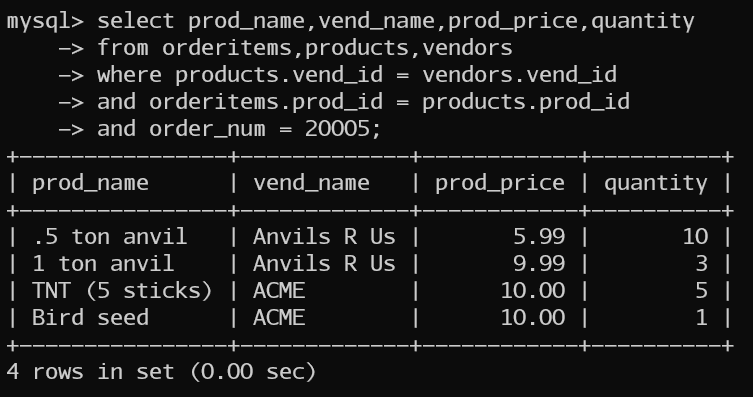 mysql> select prod_name,vend_name,prod_price,quantity
    -> from orderitems,products,vendors
    -> where products.vend_id = vendors.vend_id
    -> and orderitems.prod_id = products.prod_id
    -> and order_num = 20005;
+----------------+-------------+------------+----------+
| prod_name      | vend_name   | prod_price | quantity |
+----------------+-------------+------------+----------+
| .5 ton anvil   | Anvils R Us |       5.99 |       10 |
| 1 ton anvil    | Anvils R Us |       9.99 |        3 |
| TNT (5 sticks) | ACME        |      10.00 |        5 |
| Bird seed      | ACME        |      10.00 |        1 |
+----------------+-------------+------------+----------+
4 rows in set (0.00 sec)